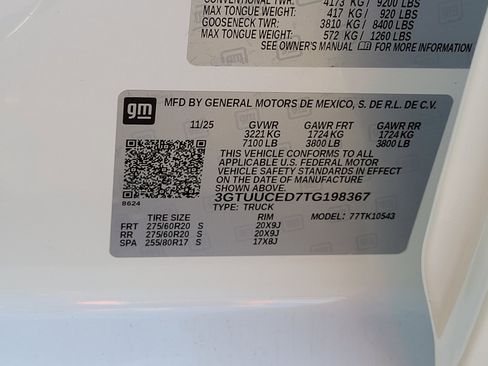 CONVENTIONAL TWR: 4173 KG / 9200 LBS
MAX TONGUE WEIGHT: 417 KG / 920 LBS
GOOSENECK TWR: 3810 KG / 8400 LBS
MAX TONGUE WEIGHT: 572 KG / 1260 LBS
SEE OWNER'S MANUAL FOR MORE INFORMATION
gm
MFD BY GENERAL MOTORS DE MEXICO, S. DE R.L. DE C.V.
11/25 GVWR GAWR FRT GAWR RR
3221 KG 1724 KG 1724 KG
7100 LB 3800 LB 3800 LB
THIS VEHICLE CONFORMS TO ALL
APPLICABLE U.S. FEDERAL MOTOR
VEHICLE SAFETY STANDARDS IN EFFECT
ON THE DATE OF MANUFACTURE SHOWN ABOVE.
3GTUUCED7TG198367
8624
TYPE: TRUCK
TIRE SIZE RIM MODEL: 77TK10543
FRT 275/60R20 S 20X9J
RR 275/60R20 S 20X9J
SPA 255/80R17 S 17X8J